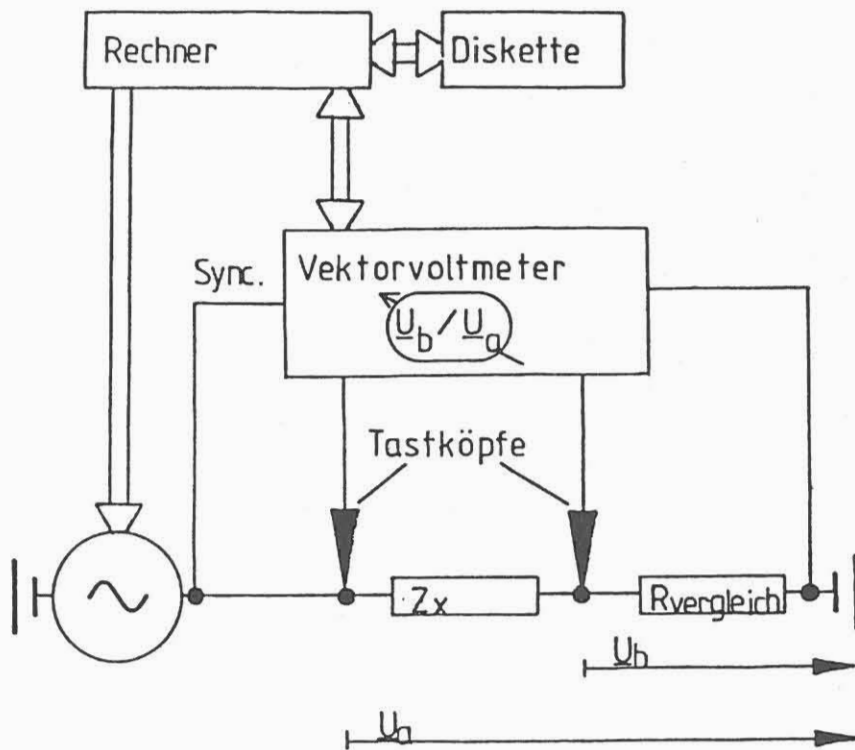 Rechner
Diskette
Sync.
Vektorvoltmeter
U_b / U_a
Tastköpfe
Zx
Rvergleich
U_b
U_a